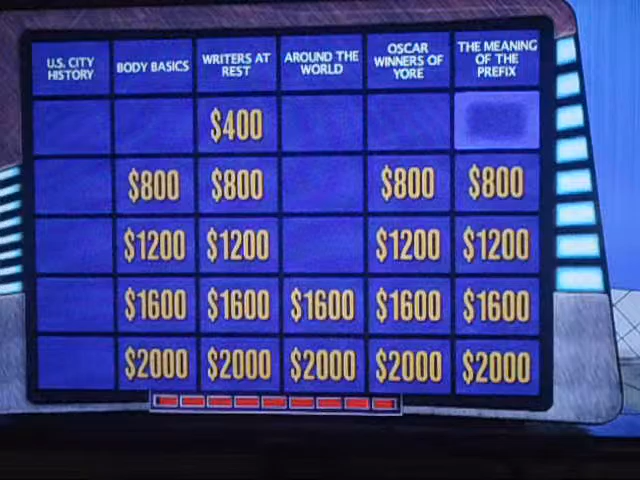 U.S. CITY
HISTORY
BODY BASICS
WRITERS AT
REST
AROUND THE
WORLD
OSCAR
WINNERS OF
YORE
THE MEANING
OF THE
PREFIX
$400
$800 $800 $800 $800
$1200 $1200 $1200 $1200
$1600 $1600 $1600 $1600 $1600
$2000 $2000 $2000 $2000 $2000